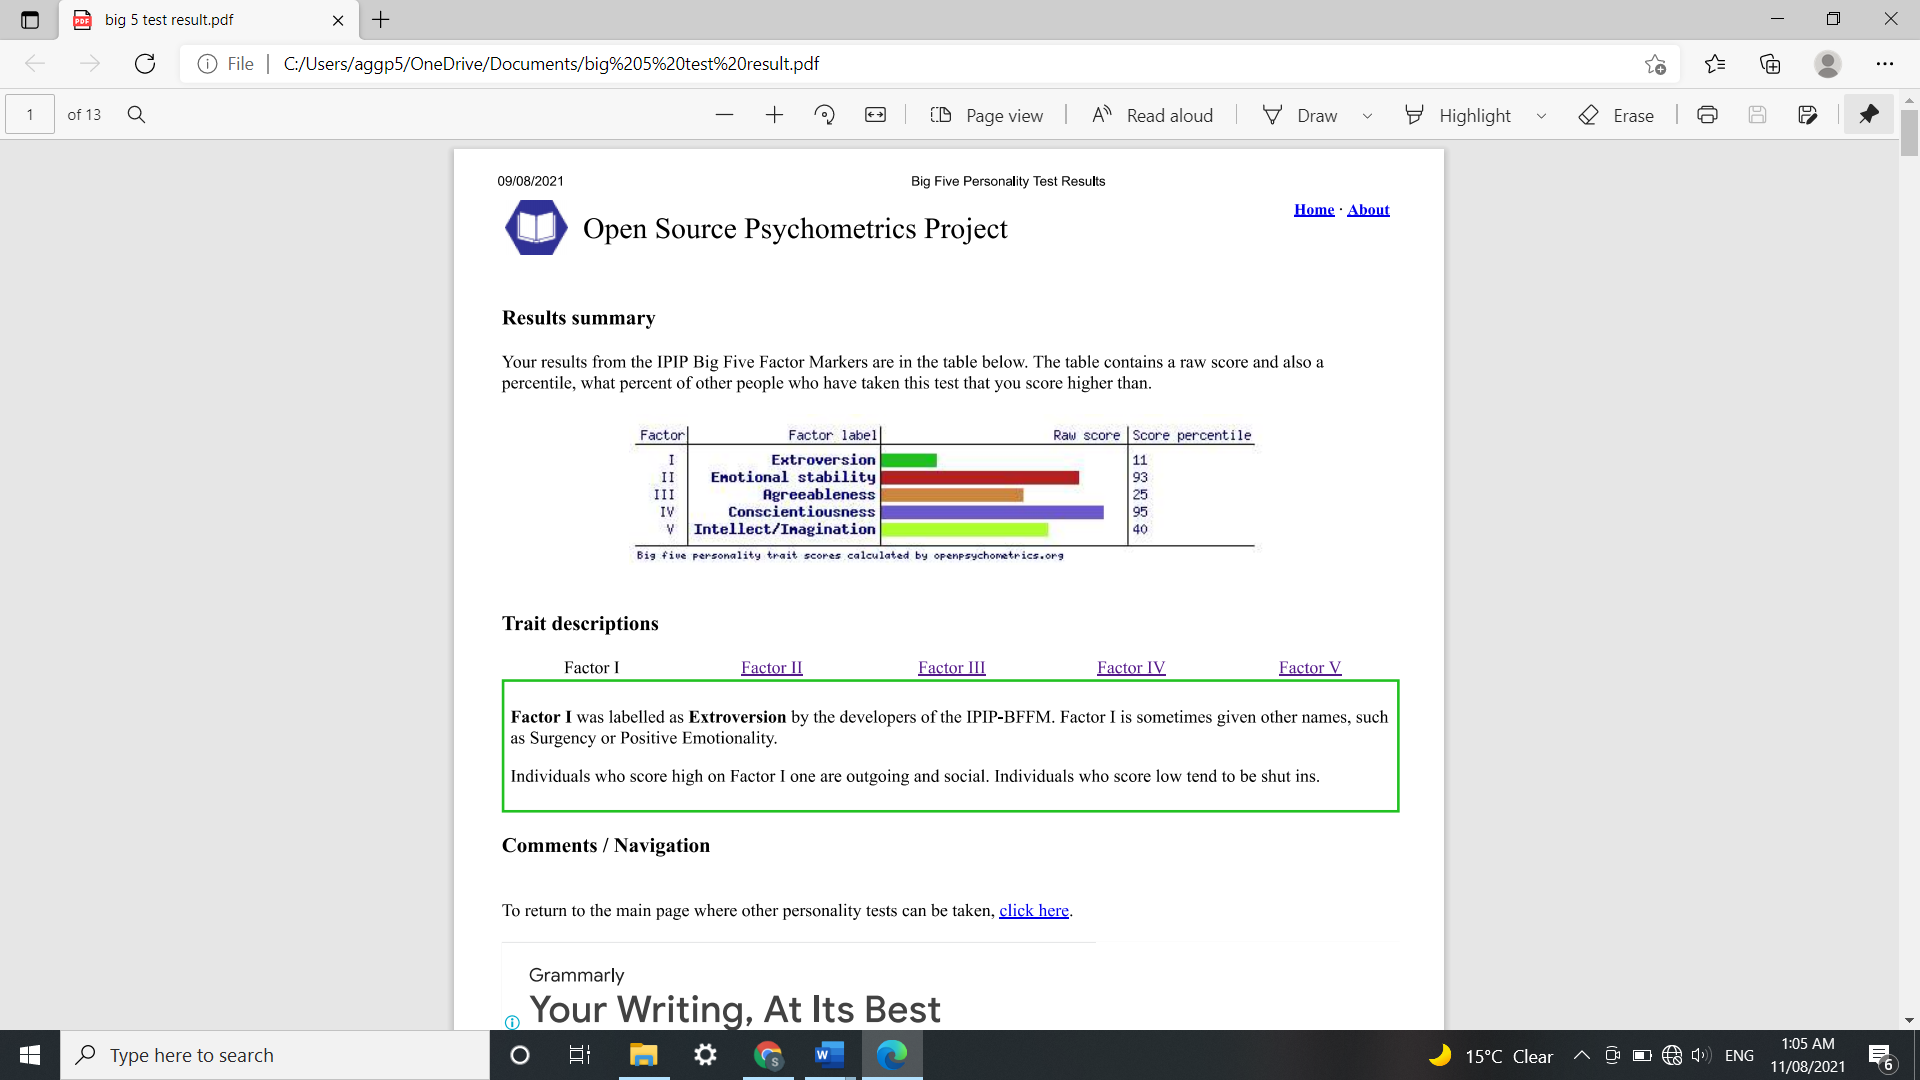 big 5 test result.pdf
File | C:/Users/aggp5/OneDrive/Documents/big%205%20test%20result.pdf
1 of 13 Page view Read aloud Draw Highlight Erase
09/08/2021 Big Five Personality Test Results
Home · About
Open Source Psychometrics Project
Results summary
Your results from the IPIP Big Five Factor Markers are in the table below. The table contains a raw score and also a
percentile, what percent of other people who have taken this test that you score higher than.
Factor Factor label Raw score Score percentile
I Extroversion 11
II Emotional stability 93
III Agreeableness 25
IV Conscientiousness 95
V Intellect/Imagination 40
Big five personality trait scores calculated by openpsychometrics.org
Trait descriptions
Factor I Factor II Factor III Factor IV Factor V
Factor I was labelled as Extroversion by the developers of the IPIP-BFFM. Factor I is sometimes given other names, such
as Surgency or Positive Emotionality.
Individuals who score high on Factor I one are outgoing and social. Individuals who score low tend to be shut ins.
Comments / Navigation
To return to the main page where other personality tests can be taken, click here.
Grammarly
Your Writing, At Its Best
Type here to search
15°C Clear ENG
1:05 AM
11/08/2021
6